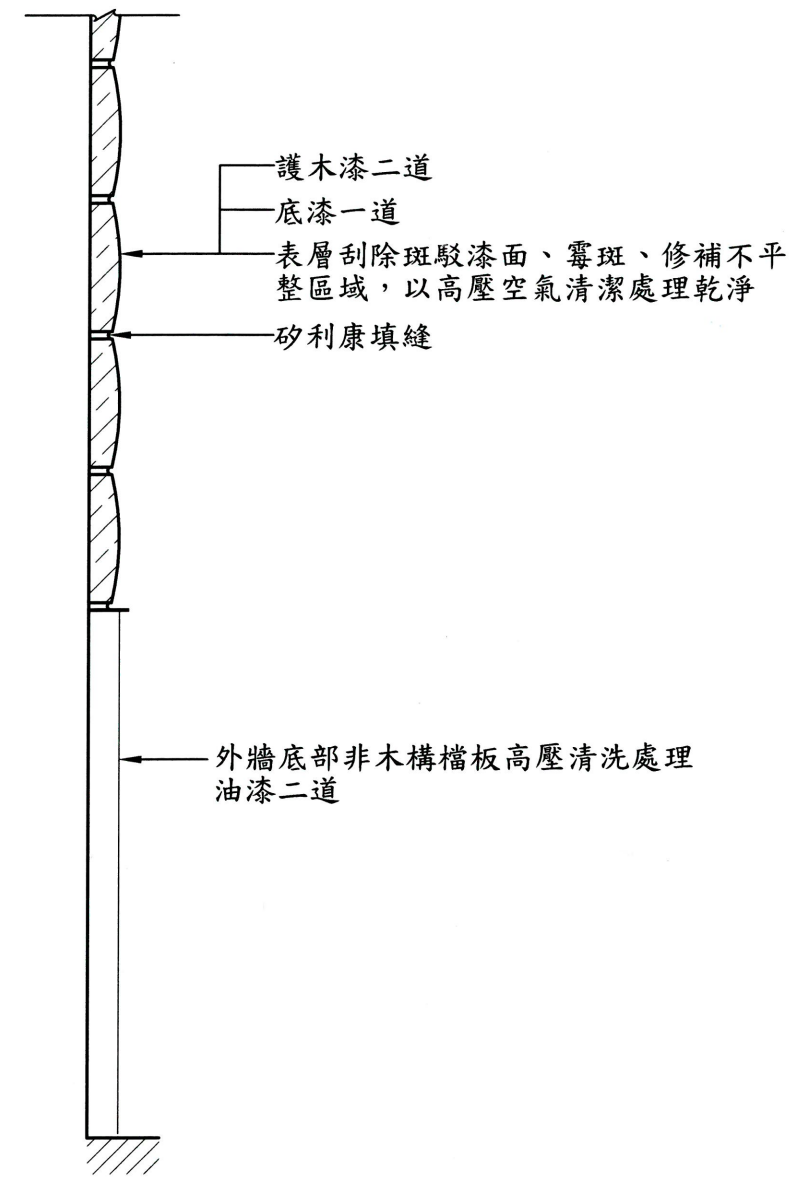 護木漆二道
底漆一道
表層刮除斑駁漆面、霉斑、修補不平
整區域，以高壓空氣清潔處理乾淨
矽利康填縫
外牆底部非木構檔板高壓清洗處理
油漆二道